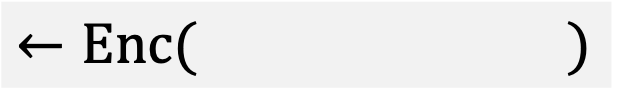 ← Enc( )